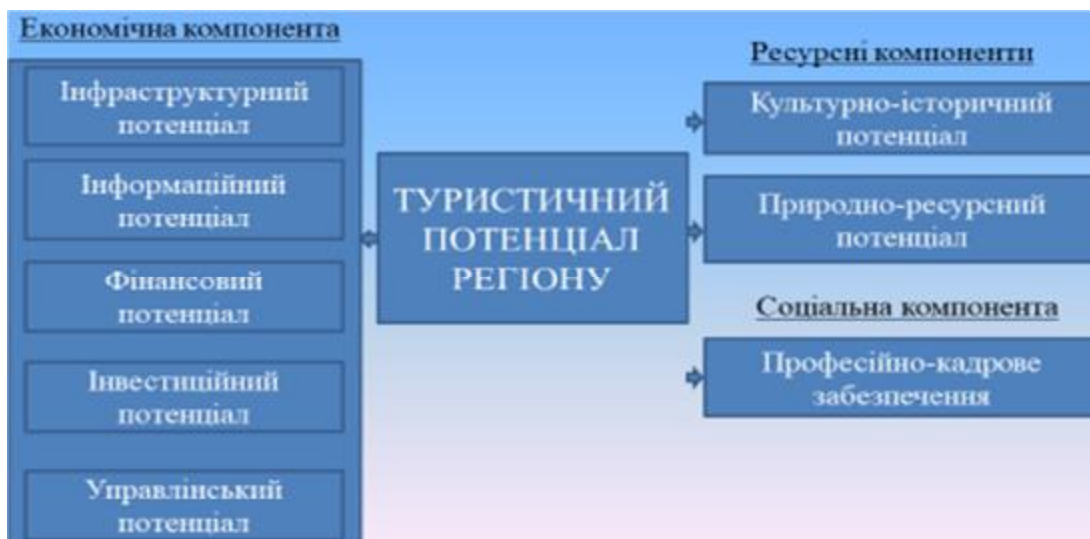 Економічна компонента
Інфраструктурний
потенціал
Інформаційний
потенціал
Фінансовий
потенціал
Інвестиційний
потенціал
Управлінський
потенціал
ТУРИСТИЧНИЙ
ПОТЕНЦІАЛ
РЕГІОНУ
Ресурсні компоненти
Культурно-історичний
потенціал
Природно-ресурсний
потенціал
Соціальна компонента
Професійно-кадрове
забезпечення